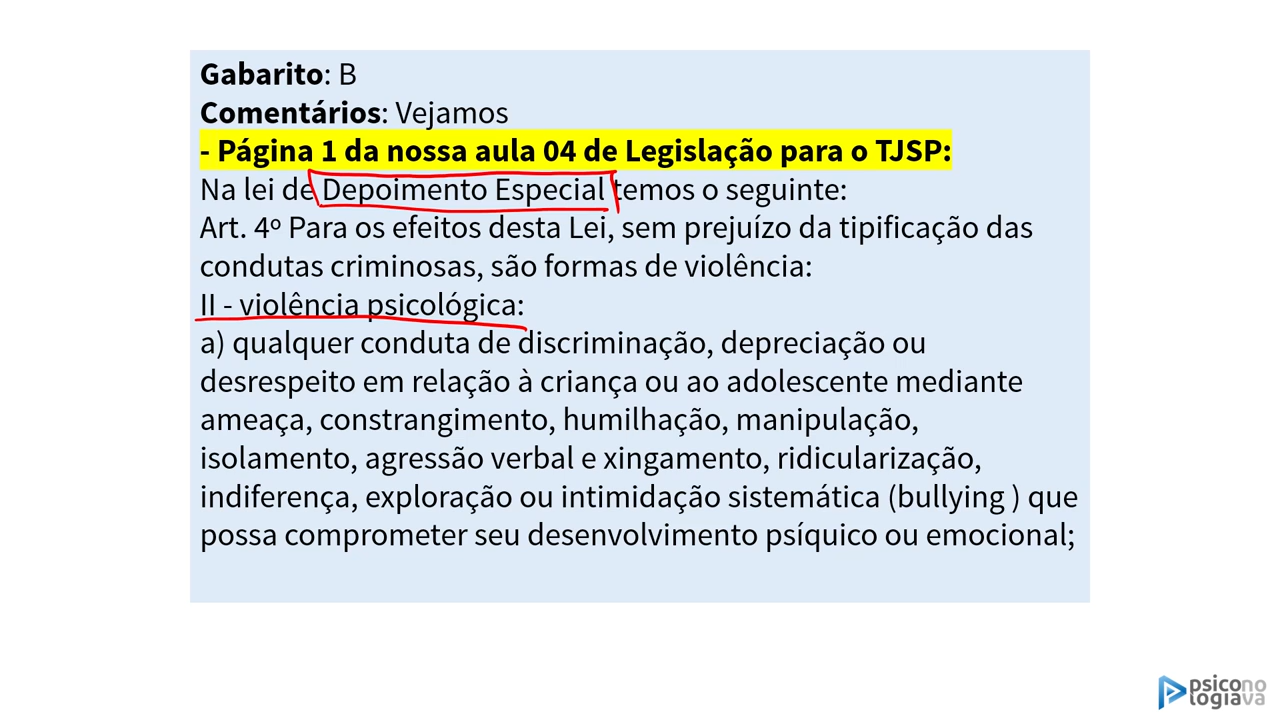 Gabarito: B
Comentários: Vejamos
- Página 1 da nossa aula 04 de Legislação para o TJSP:
Na lei de Depoimento Especial temos o seguinte:
Art. 4º Para os efeitos desta Lei, sem prejuízo da tipificação das
condutas criminosas, são formas de violência:
II - violência psicológica:
a) qualquer conduta de discriminação, depreciação ou
desrespeito em relação à criança ou ao adolescente mediante
ameaça, constrangimento, humilhação, manipulação,
isolamento, agressão verbal e xingamento, ridicularização,
indiferença, exploração ou intimidação sistemática (bullying ) que
possa comprometer seu desenvolvimento psíquico ou emocional;
psicono
logiava